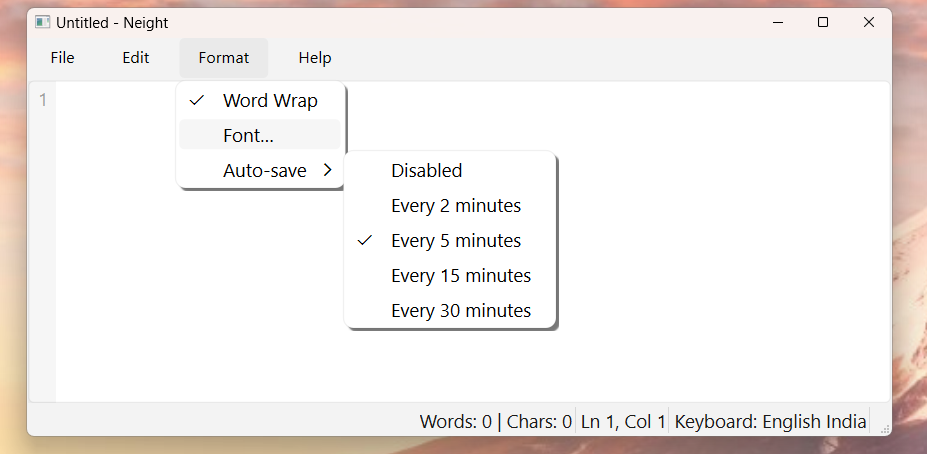 Untitled - Neight
File Edit Format Help
1
Word Wrap
Font...
Auto-save
Disabled
Every 2 minutes
Every 5 minutes
Every 15 minutes
Every 30 minutes
Words: 0 | Chars: 0 Ln 1, Col 1 Keyboard: English India